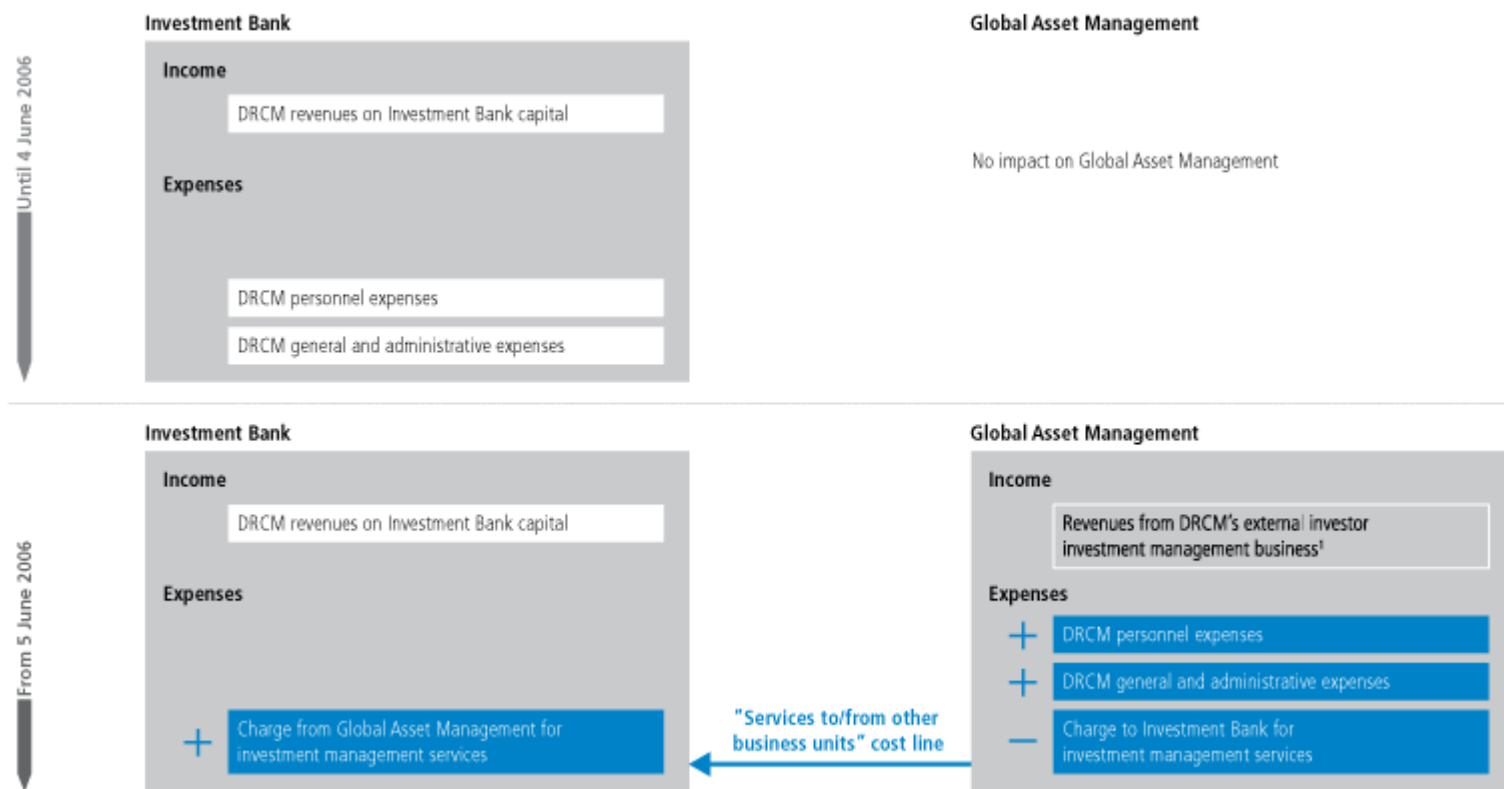 Until 4 June 2006
Investment Bank
Income
DRCM revenues on Investment Bank capital
Expenses
DRCM personnel expenses
DRCM general and administrative expenses
Global Asset Management
No impact on Global Asset Management
From 5 June 2006
Investment Bank
Income
DRCM revenues on Investment Bank capital
Expenses
+ Charge from Global Asset Management for
investment management services
"Services to/from other
business units" cost line
Global Asset Management
Income
Revenues from DRCM's external investor
investment management business¹
Expenses
+ DRCM personnel expenses
+ DRCM general and administrative expenses
− Charge to Investment Bank for
investment management services